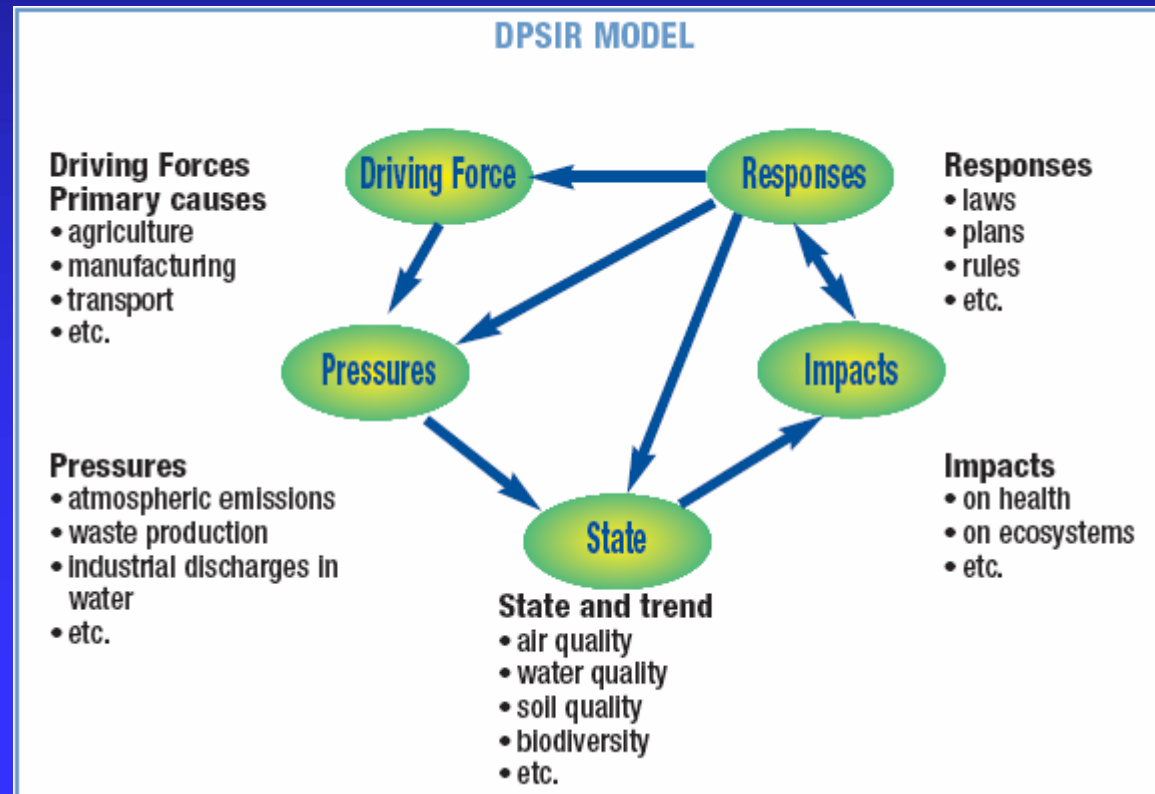 DPSIR MODEL
Driving Forces
Primary causes
• agriculture
• manufacturing
• transport
• etc.
Driving Force
Responses
Responses
• laws
• plans
• rules
• etc.
Pressures
Impacts
Pressures
• atmospheric emissions
• waste production
• industrial discharges in
water
• etc.
State
State and trend
• air quality
• water quality
• soil quality
• biodiversity
• etc.
Impacts
• on health
• on ecosystems
• etc.